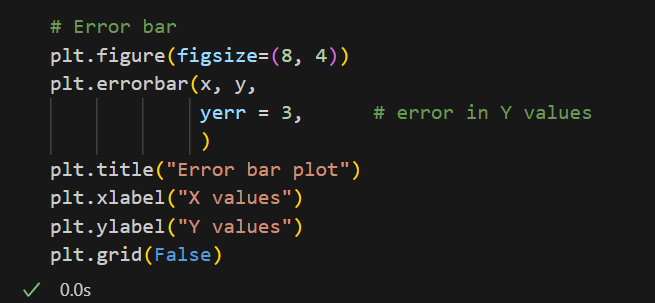 # Error bar
plt.figure(figsize=(8, 4))
plt.errorbar(x, y,
             yerr = 3,      # error in Y values
             )
plt.title("Error bar plot")
plt.xlabel("X values")
plt.ylabel("Y values")
plt.grid(False)
0.0s